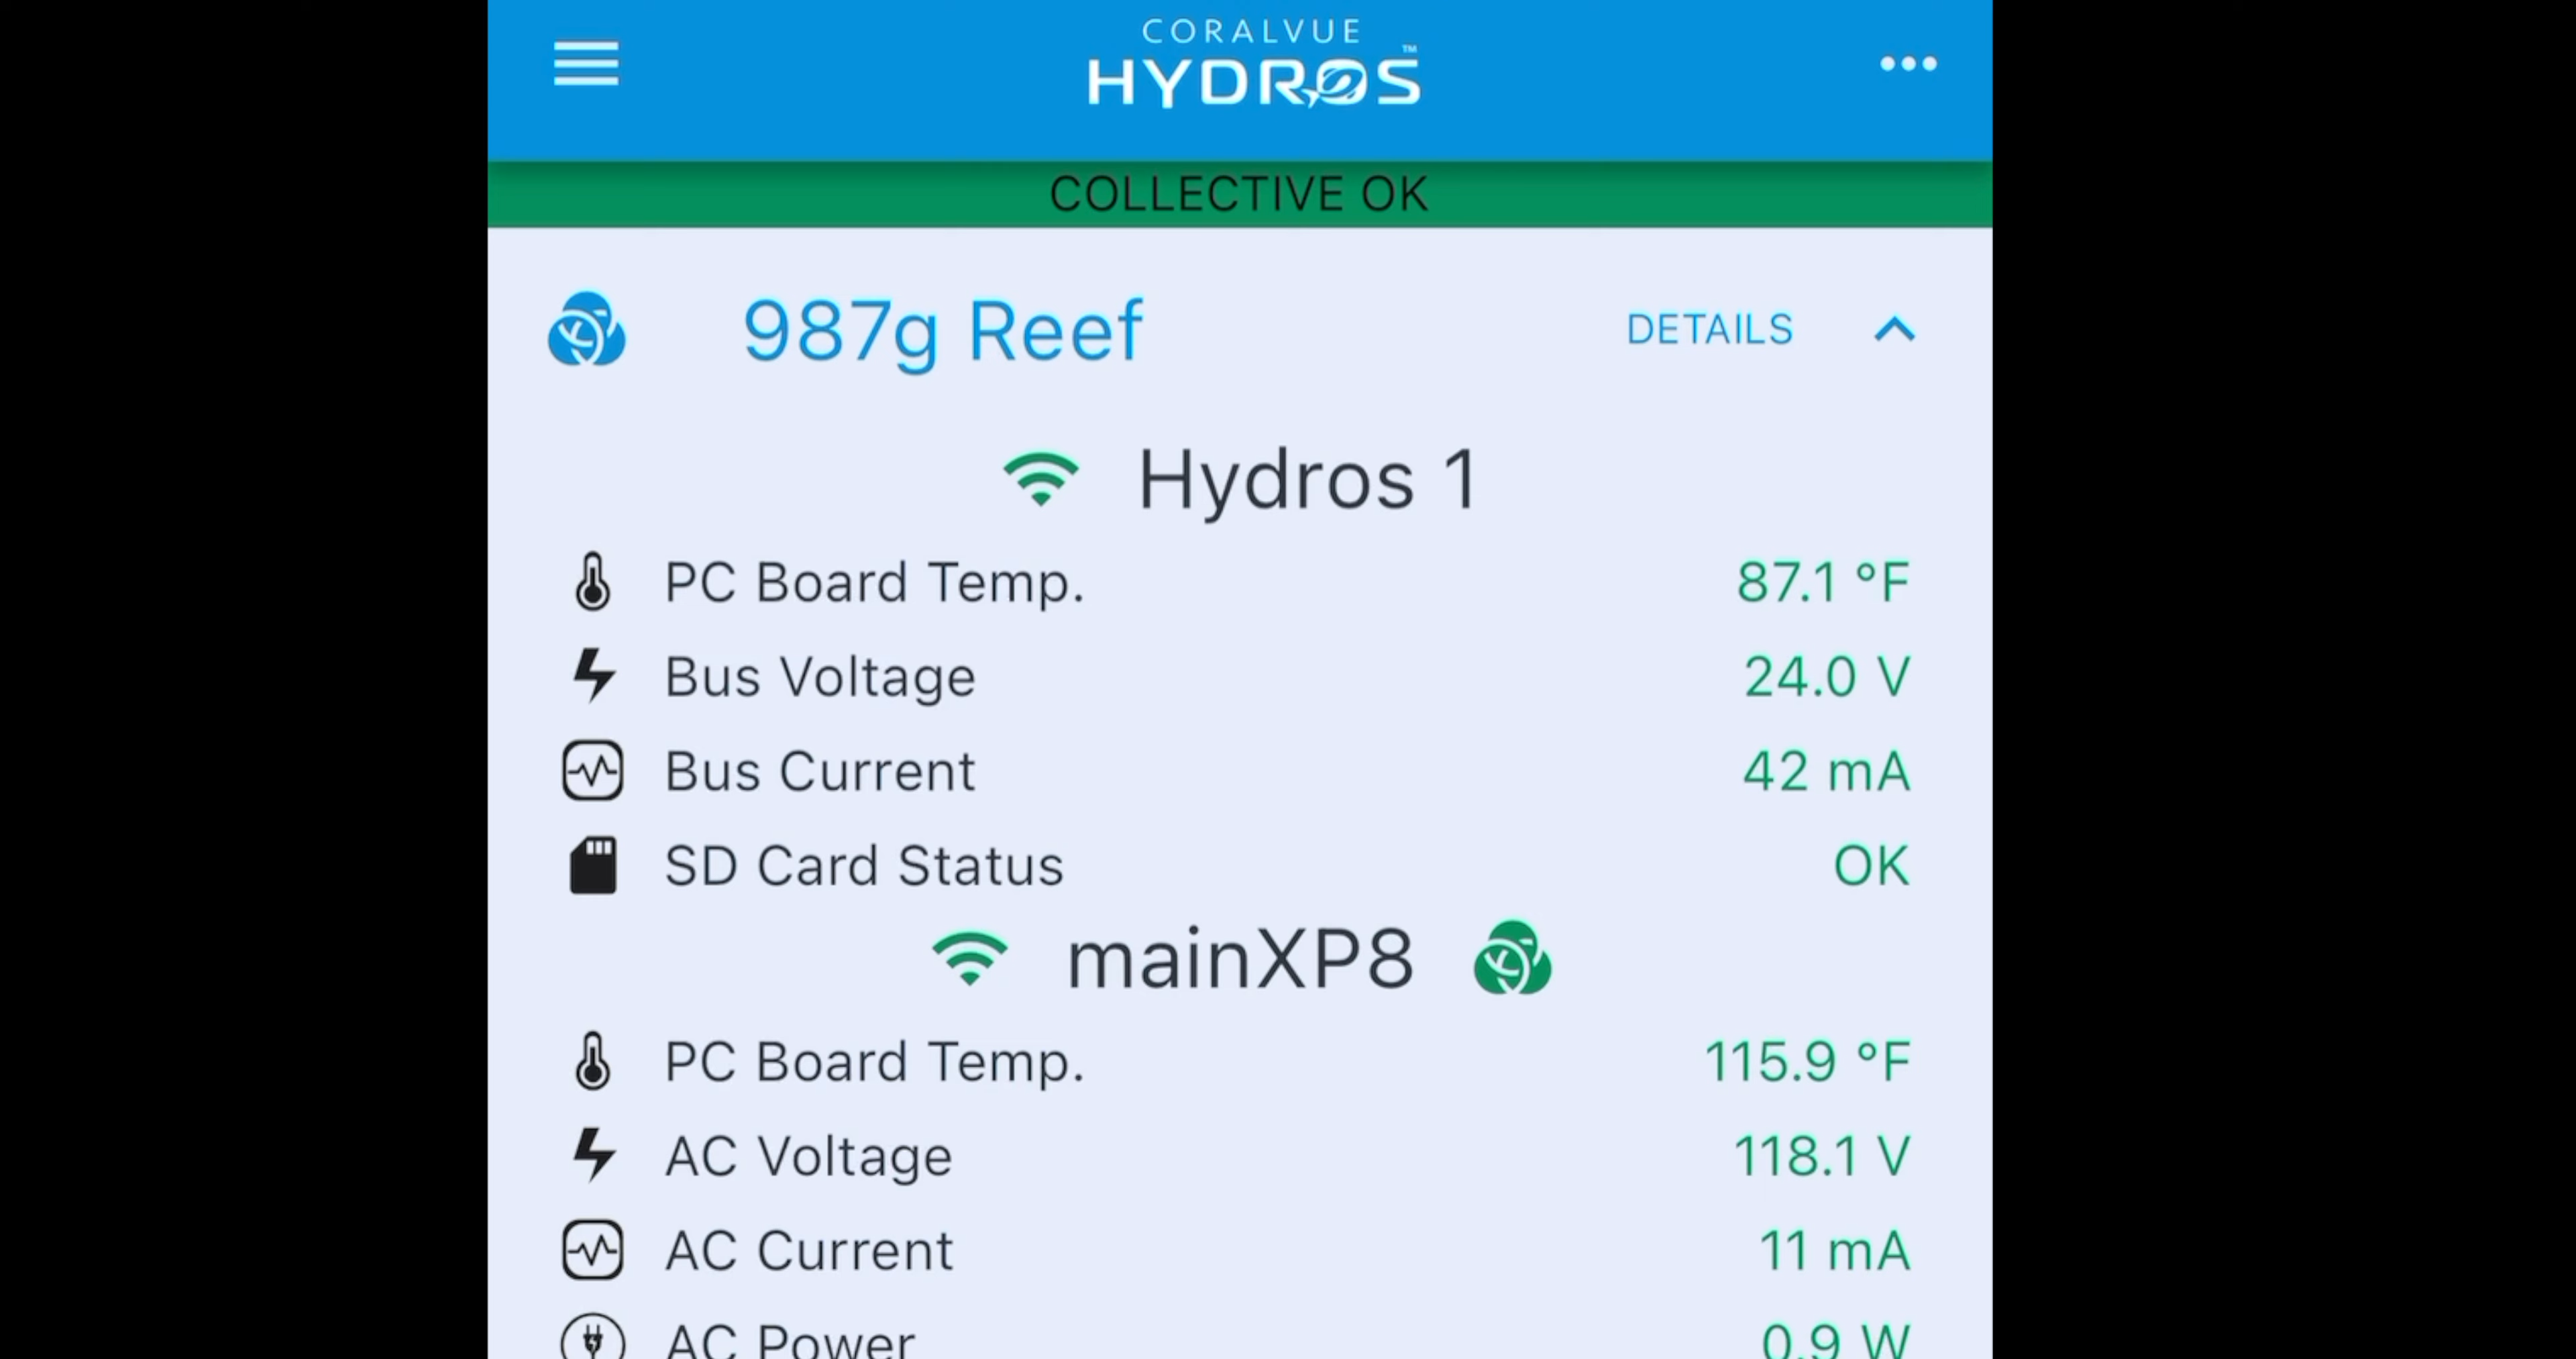 CORALVUE
HYDROS™
COLLECTIVE OK
987g Reef DETAILS
Hydros 1
PC Board Temp. 87.1 °F
Bus Voltage 24.0 V
Bus Current 42 mA
SD Card Status OK
mainXP8
PC Board Temp. 115.9 °F
AC Voltage 118.1 V
AC Current 11 mA
AC Power 0.9 W